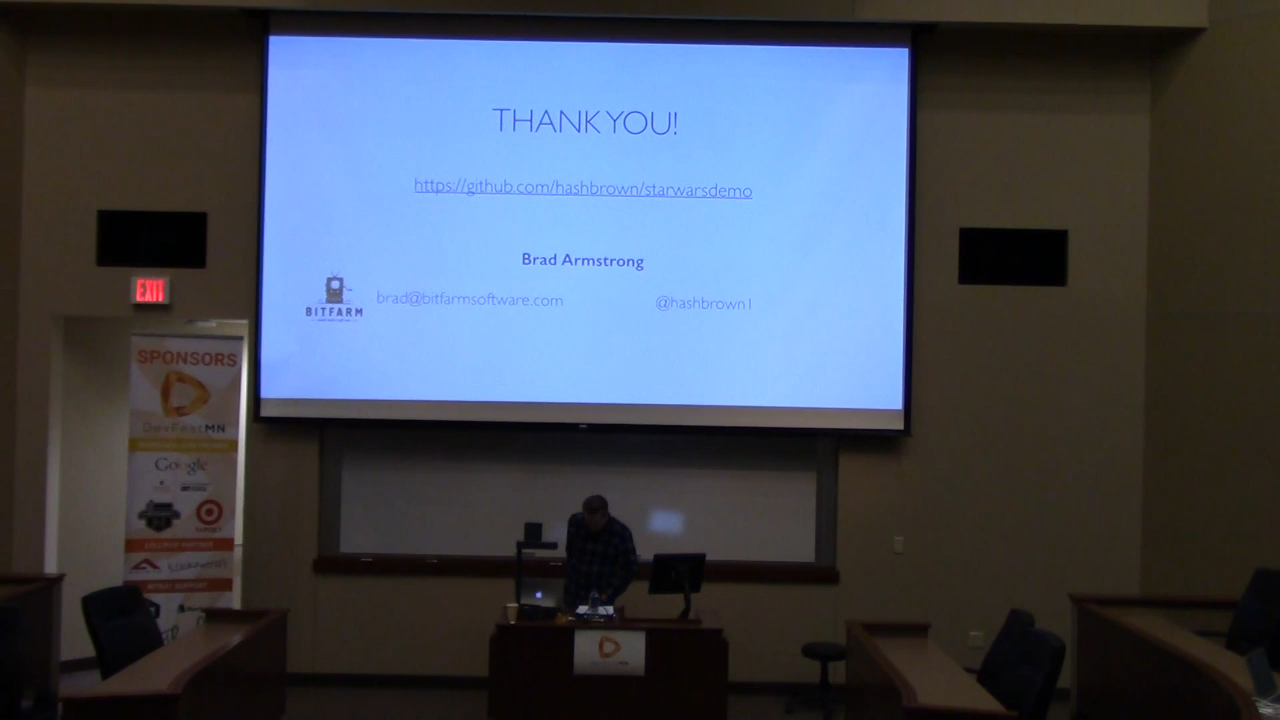 THANK YOU!
https://github.com/hashbrown/starwarsdemo
Brad Armstrong
brad@bitfarmsoftware.com
@hashbrown1
BITFARM
EXIT
SPONSORS
DevFestMN
Google
TARGET